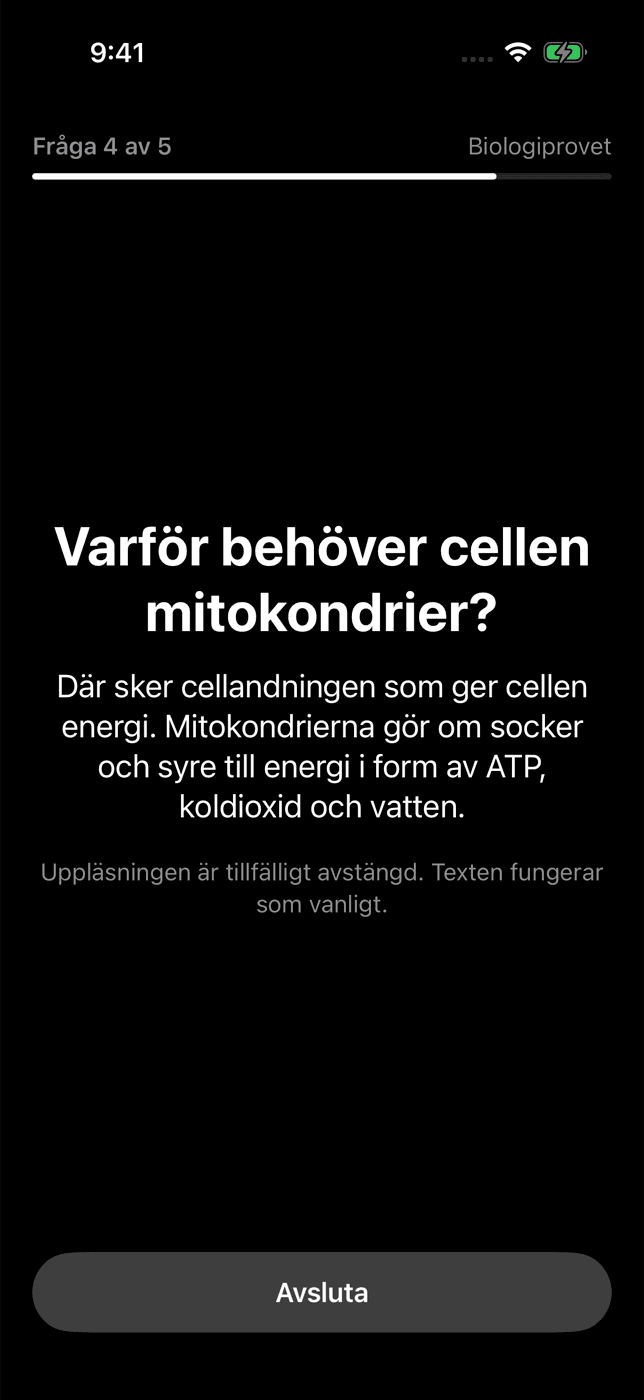 9:41
Fråga 4 av 5
Biologiprovet
Varför behöver cellen
mitokondrier?
Där sker cellandningen som ger cellen
energi. Mitokondrierna gör om socker
och syre till energi i form av ATP,
koldioxid och vatten.
Uppläsningen är tillfälligt avstängd. Texten fungerar
som vanligt.
Avsluta